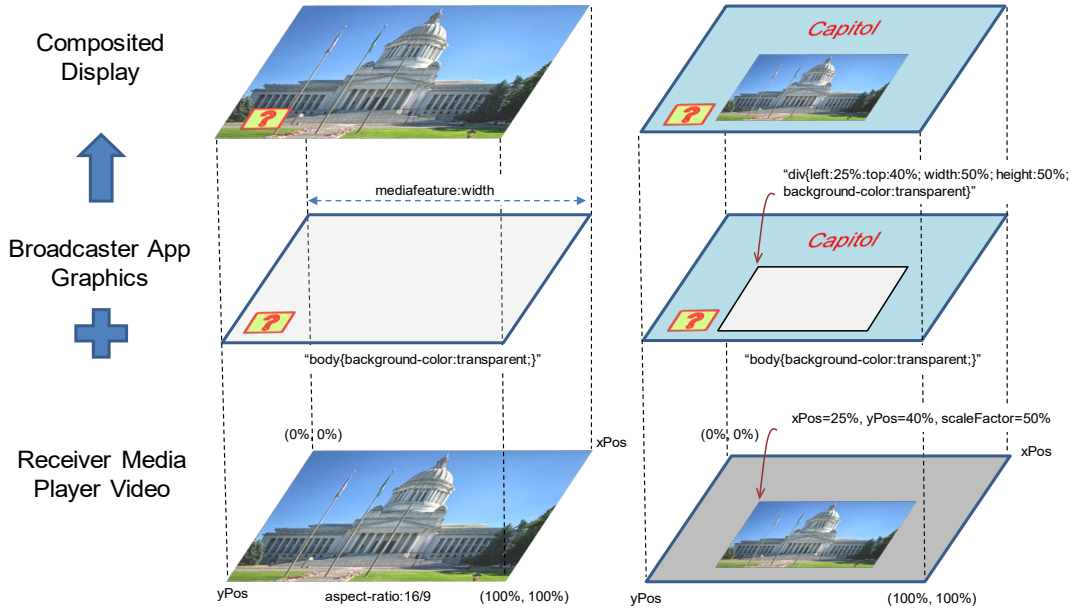 Composited
Display
Capitol
?
?
mediafeature:width
“div{left:25%:top:40%; width:50%; height:50%;
background-color:transparent}”
Broadcaster App
Graphics
Capitol
?
?
“body{background-color:transparent;}”
“body{background-color:transparent;}”
xPos=25%, yPos=40%, scaleFactor=50%
(0%, 0%)
(0%, 0%)
xPos
xPos
Receiver Media
Player Video
yPos
aspect-ratio:16/9
(100%, 100%)
yPos
(100%, 100%)